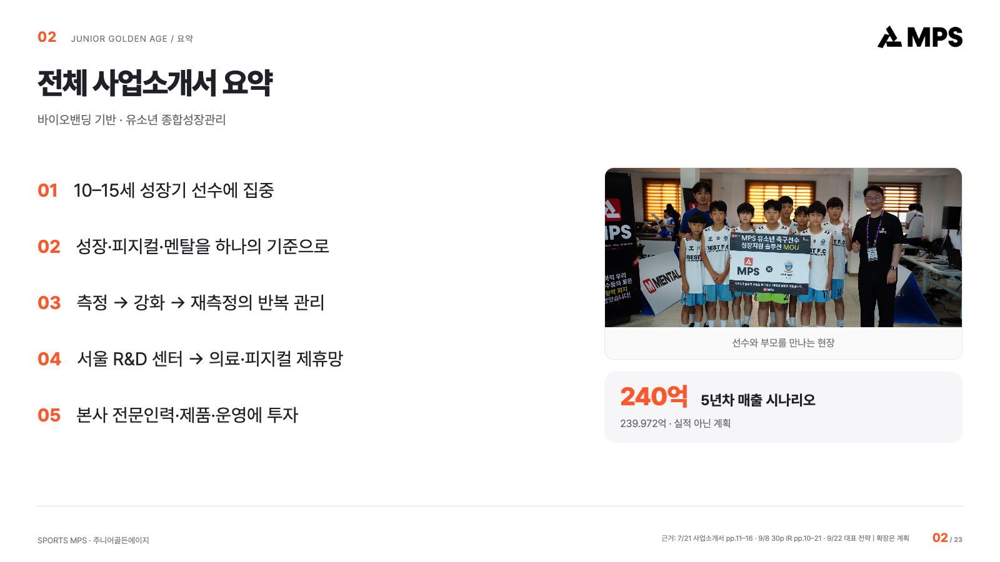 02 JUNIOR GOLDEN AGE / 요약
MPS
전체 사업소개서 요약
바이오밴딩 기반 · 유소년 종합성장관리
01 10–15세 성장기 선수에 집중
02 성장·피지컬·멘탈을 하나의 기준으로
03 측정 → 강화 → 재측정의 반복 관리
04 서울 R&D 센터 → 의료·피지컬 제휴망
05 본사 전문인력·제품·운영에 투자
MPS 유소년 축구선수
성장지원 솔루션 MOU
MPS
MENTAL
BEST F.C
BEST F.C
선수와 부모를 만나는 현장
240억 5년차 매출 시나리오
239.972억 · 실적 아닌 계획
SPORTS MPS · 주니어골든에이지
근거: 7/21 사업소개서 pp.11–16 · 9/8 30p IR pp.10–21 · 9/22 대표 전략 | 확장은 계획
02 / 23